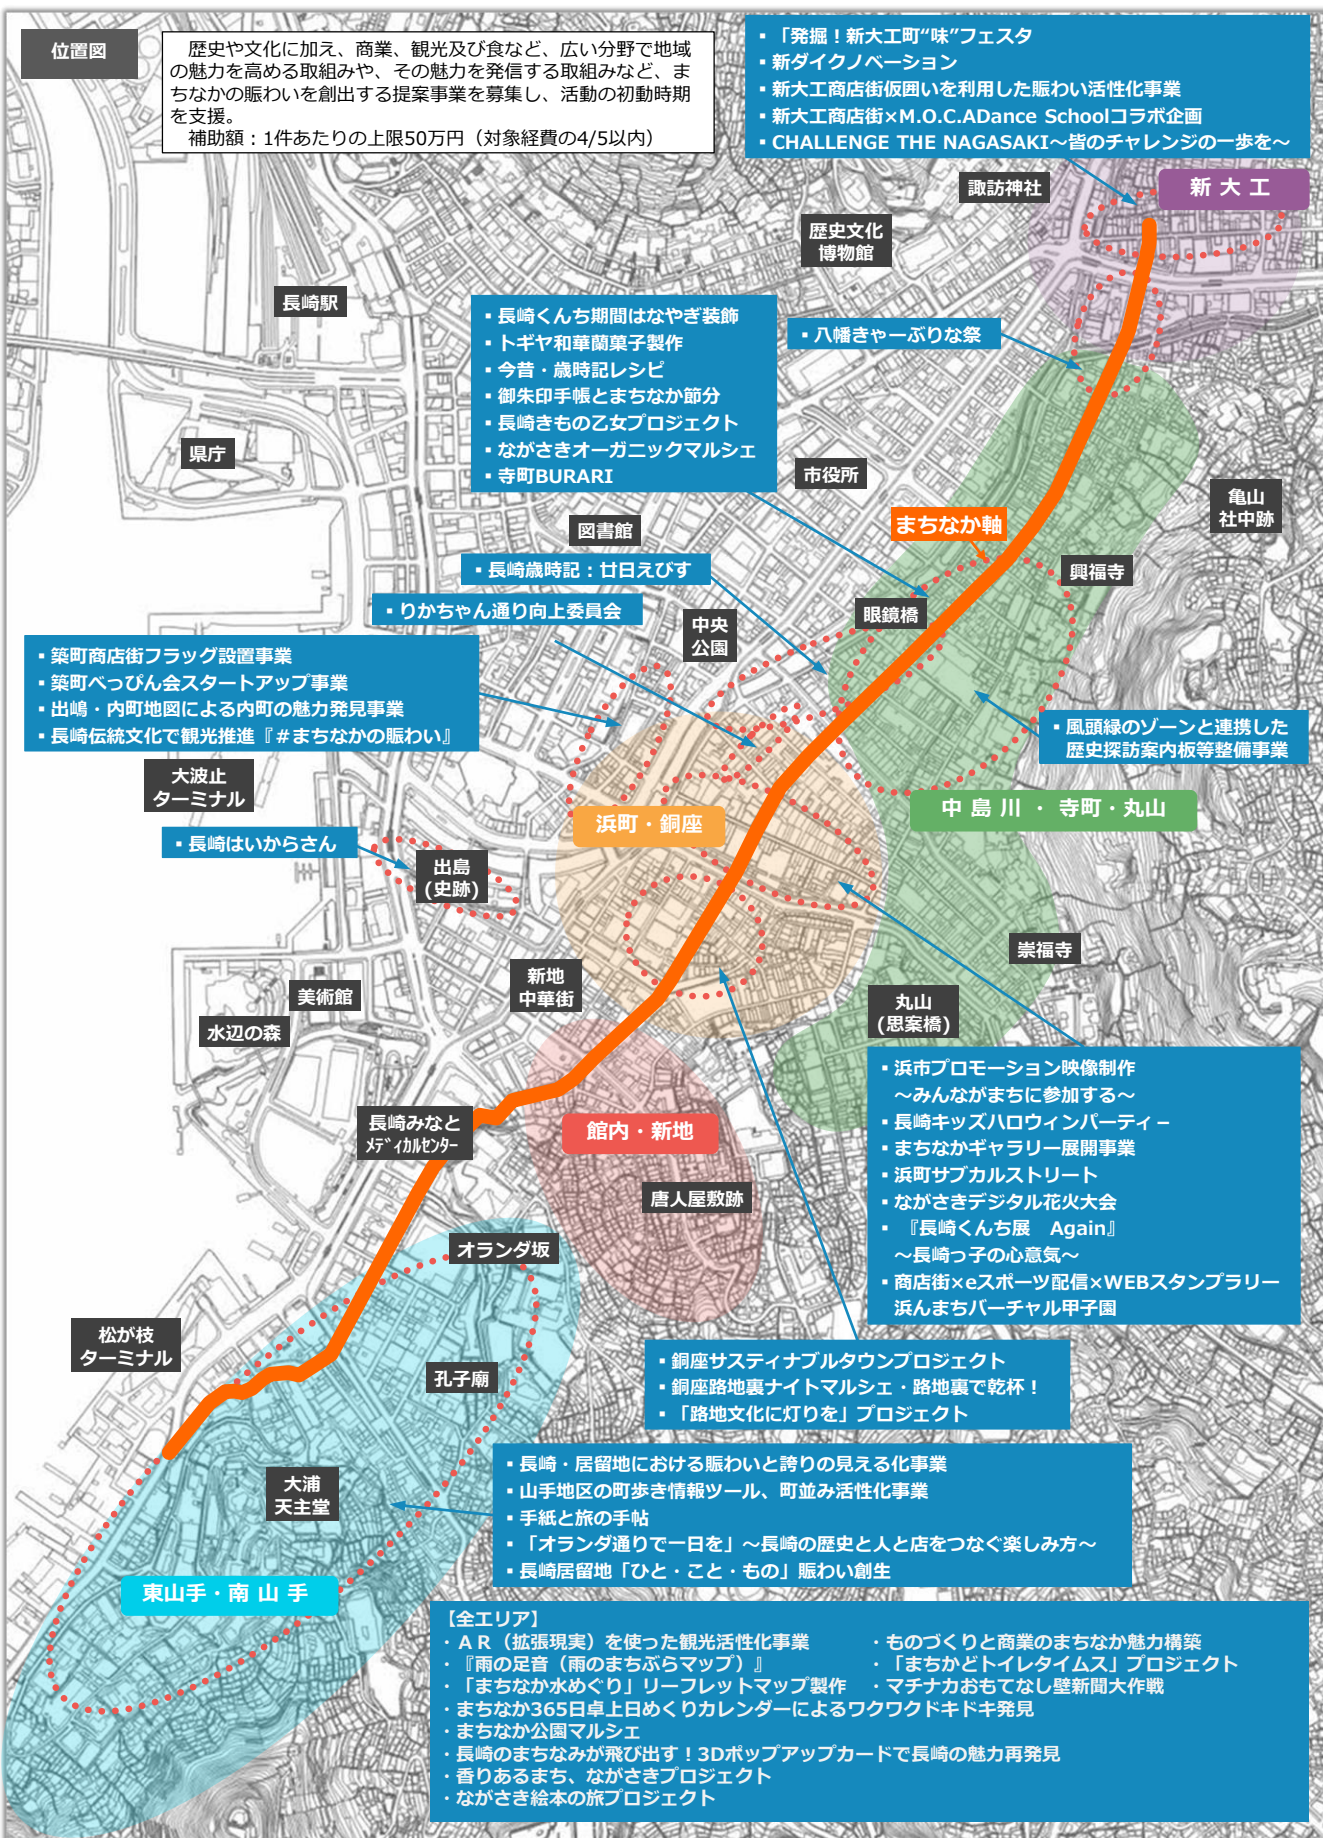 位置図
歴史や文化に加え、商業、観光及び食など、広い分野で地域
の魅力を高める取組みや、その魅力を発信する取組みなど、ま
ちなかの賑わいを創出する提案事業を募集し、活動の初動時期
を支援。
補助額：1件あたりの上限50万円（対象経費の4/5以内）
▪「発掘！新大工町“味”フェスタ
▪ 新ダイクノベーション
▪ 新大工商店街仮囲いを利用した賑わい活性化事業
▪ 新大工商店街×M.O.C.ADance Schoolコラボ企画
▪ CHALLENGE THE NAGASAKI～皆のチャレンジの一歩を～
諏訪神社
新 大 工
歴史文化
博物館
長崎駅
▪ 長崎くんち期間はなやぎ装飾
▪ トギヤ和華蘭菓子製作
▪ 今昔・歳時記レシピ
▪ 御朱印手帳とまちなか節分
▪ 長崎きもの乙女プロジェクト
▪ ながさきオーガニックマルシェ
▪ 寺町BURARI
▪ 八幡きゃーぶりな祭
県庁
市役所
亀山
社中跡
図書館
まちなか軸
興福寺
▪ 長崎歳時記：廿日えびす
▪ りかちゃん通り向上委員会
中央
公園
眼鏡橋
▪ 築町商店街フラッグ設置事業
▪ 築町べっぴん会スタートアップ事業
▪ 出嶋・内町地図による内町の魅力発見事業
▪ 長崎伝統文化で観光推進『＃まちなかの賑わい』
▪ 風頭緑のゾーンと連携した
歴史探訪案内板等整備事業
大波止
ターミナル
浜町・銅座
中 島 川 ・ 寺町・丸山
▪ 長崎はいからさん
出島
(史跡)
崇福寺
新地
中華街
美術館
水辺の森
丸山
(思案橋)
▪ 浜市プロモーション映像制作
～みんながまちに参加する～
▪ 長崎キッズハロウィンパーティ－
▪ まちなかギャラリー展開事業
▪ 浜町サブカルストリート
▪ ながさきデジタル花火大会
▪ 『長崎くんち展　Again』
～長崎っ子の心意気～
▪ 商店街×eスポーツ配信×WEBスタンプラリー
浜んまちバーチャル甲子園
長崎みなと
ﾒﾃﾞｨｶﾙｾﾝﾀｰ
館内・新地
唐人屋敷跡
オランダ坂
松が枝
ターミナル
孔子廟
▪ 銅座サスティナブルタウンプロジェクト
▪ 銅座路地裏ナイトマルシェ・路地裏で乾杯！
▪ 「路地文化に灯りを」プロジェクト
大浦
天主堂
▪ 長崎・居留地における賑わいと誇りの見える化事業
▪ 山手地区の町歩き情報ツール、町並み活性化事業
▪ 手紙と旅の手帖
▪ 「オランダ通りで一日を」～長崎の歴史と人と店をつなぐ楽しみ方～
▪ 長崎居留地「ひと・こと・もの」賑わい創生
東山手・南 山 手
【全エリア】
・ＡＲ（拡張現実）を使った観光活性化事業　・ものづくりと商業のまちなか魅力構築
・『雨の足音（雨のまちぶらマップ）』　・「まちかどトイレタイムス」プロジェクト
・「まちなか水めぐり」リーフレットマップ製作　・マチナカおもてなし壁新聞大作戦
・まちなか365日卓上日めくりカレンダーによるワクワクドキドキ発見
・まちなか公園マルシェ
・長崎のまちなみが飛び出す！3Dポップアップカードで長崎の魅力再発見
・香りあるまち、ながさきプロジェクト
・ながさき絵本の旅プロジェクト